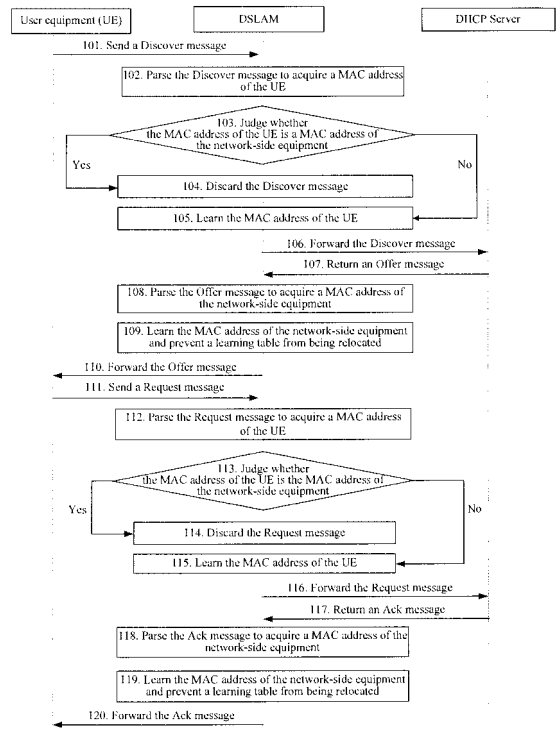 User equipment (UE)
DSLAM
DHCP Server
101. Send a Discover message
102. Parse the Discover message to acquire a MAC address
of the UE
103. Judge whether
the MAC address of the UE is a MAC address of
the network-side equipment
Yes
No
104. Discard the Discover message
105. Learn the MAC address of the UE
106. Forward the Discover message
107. Return an Offer message
108. Parse the Offer message to acquire a MAC address of
the network-side equipment
109. Learn the MAC address of the network-side equipment
and prevent a learning table from being relocated
110. Forward the Offer message
111. Send a Request message
112. Parse the Request message to acquire a MAC address
of the UE
113. Judge whether
the MAC address of the UE is the MAC address of
the network-side equipment
Yes
No
114. Discard the Request message
115. Learn the MAC address of the UE
116. Forward the Request message
117. Return an Ack message
118. Parse the Ack message to acquire a MAC address of the
network-side equipment
119. Learn the MAC address of the network-side equipment
and prevent a learning table from being relocated
120. Forward the Ack message